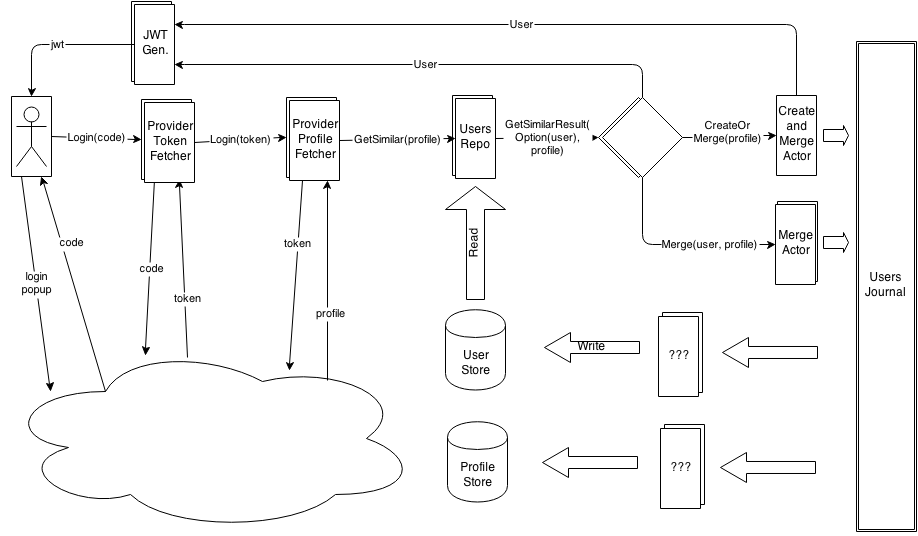 User
JWT
Gen.
jwt
User
Login(code)
Provider
Token
Fetcher
Login(token)
Provider
Profile
Fetcher
GetSimilar(profile)
Users
Repo
GetSimilarResult(
Option(user),
profile)
CreateOr
Merge(profile)
Create
and
Merge
Actor
code
login
popup
code
token
token
profile
Read
Merge(user, profile)
Merge
Actor
Users
Journal
User
Store
Write
???
Profile
Store
???